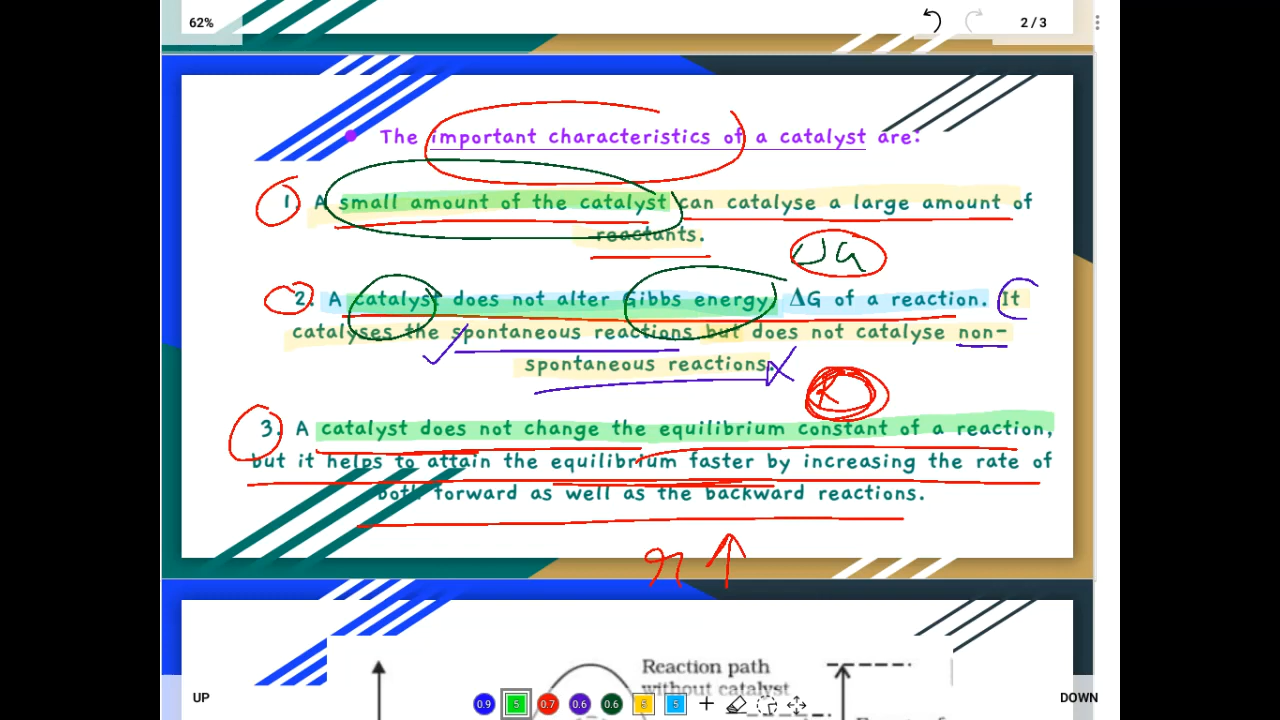 62%
2 / 3
The important characteristics of a catalyst are:
1. A small amount of the catalyst can catalyse a large amount of
reactants.
2. A catalyst does not alter Gibbs energy, ΔG of a reaction. It
catalyses the spontaneous reactions but does not catalyse non-
spontaneous reactions.
K
3. A catalyst does not change the equilibrium constant of a reaction,
but it helps to attain the equilibrium faster by increasing the rate of
both forward as well as the backward reactions.
Reaction path
without catalyst
UP
0.9
5
0.7
0.6
0.6
5
DOWN